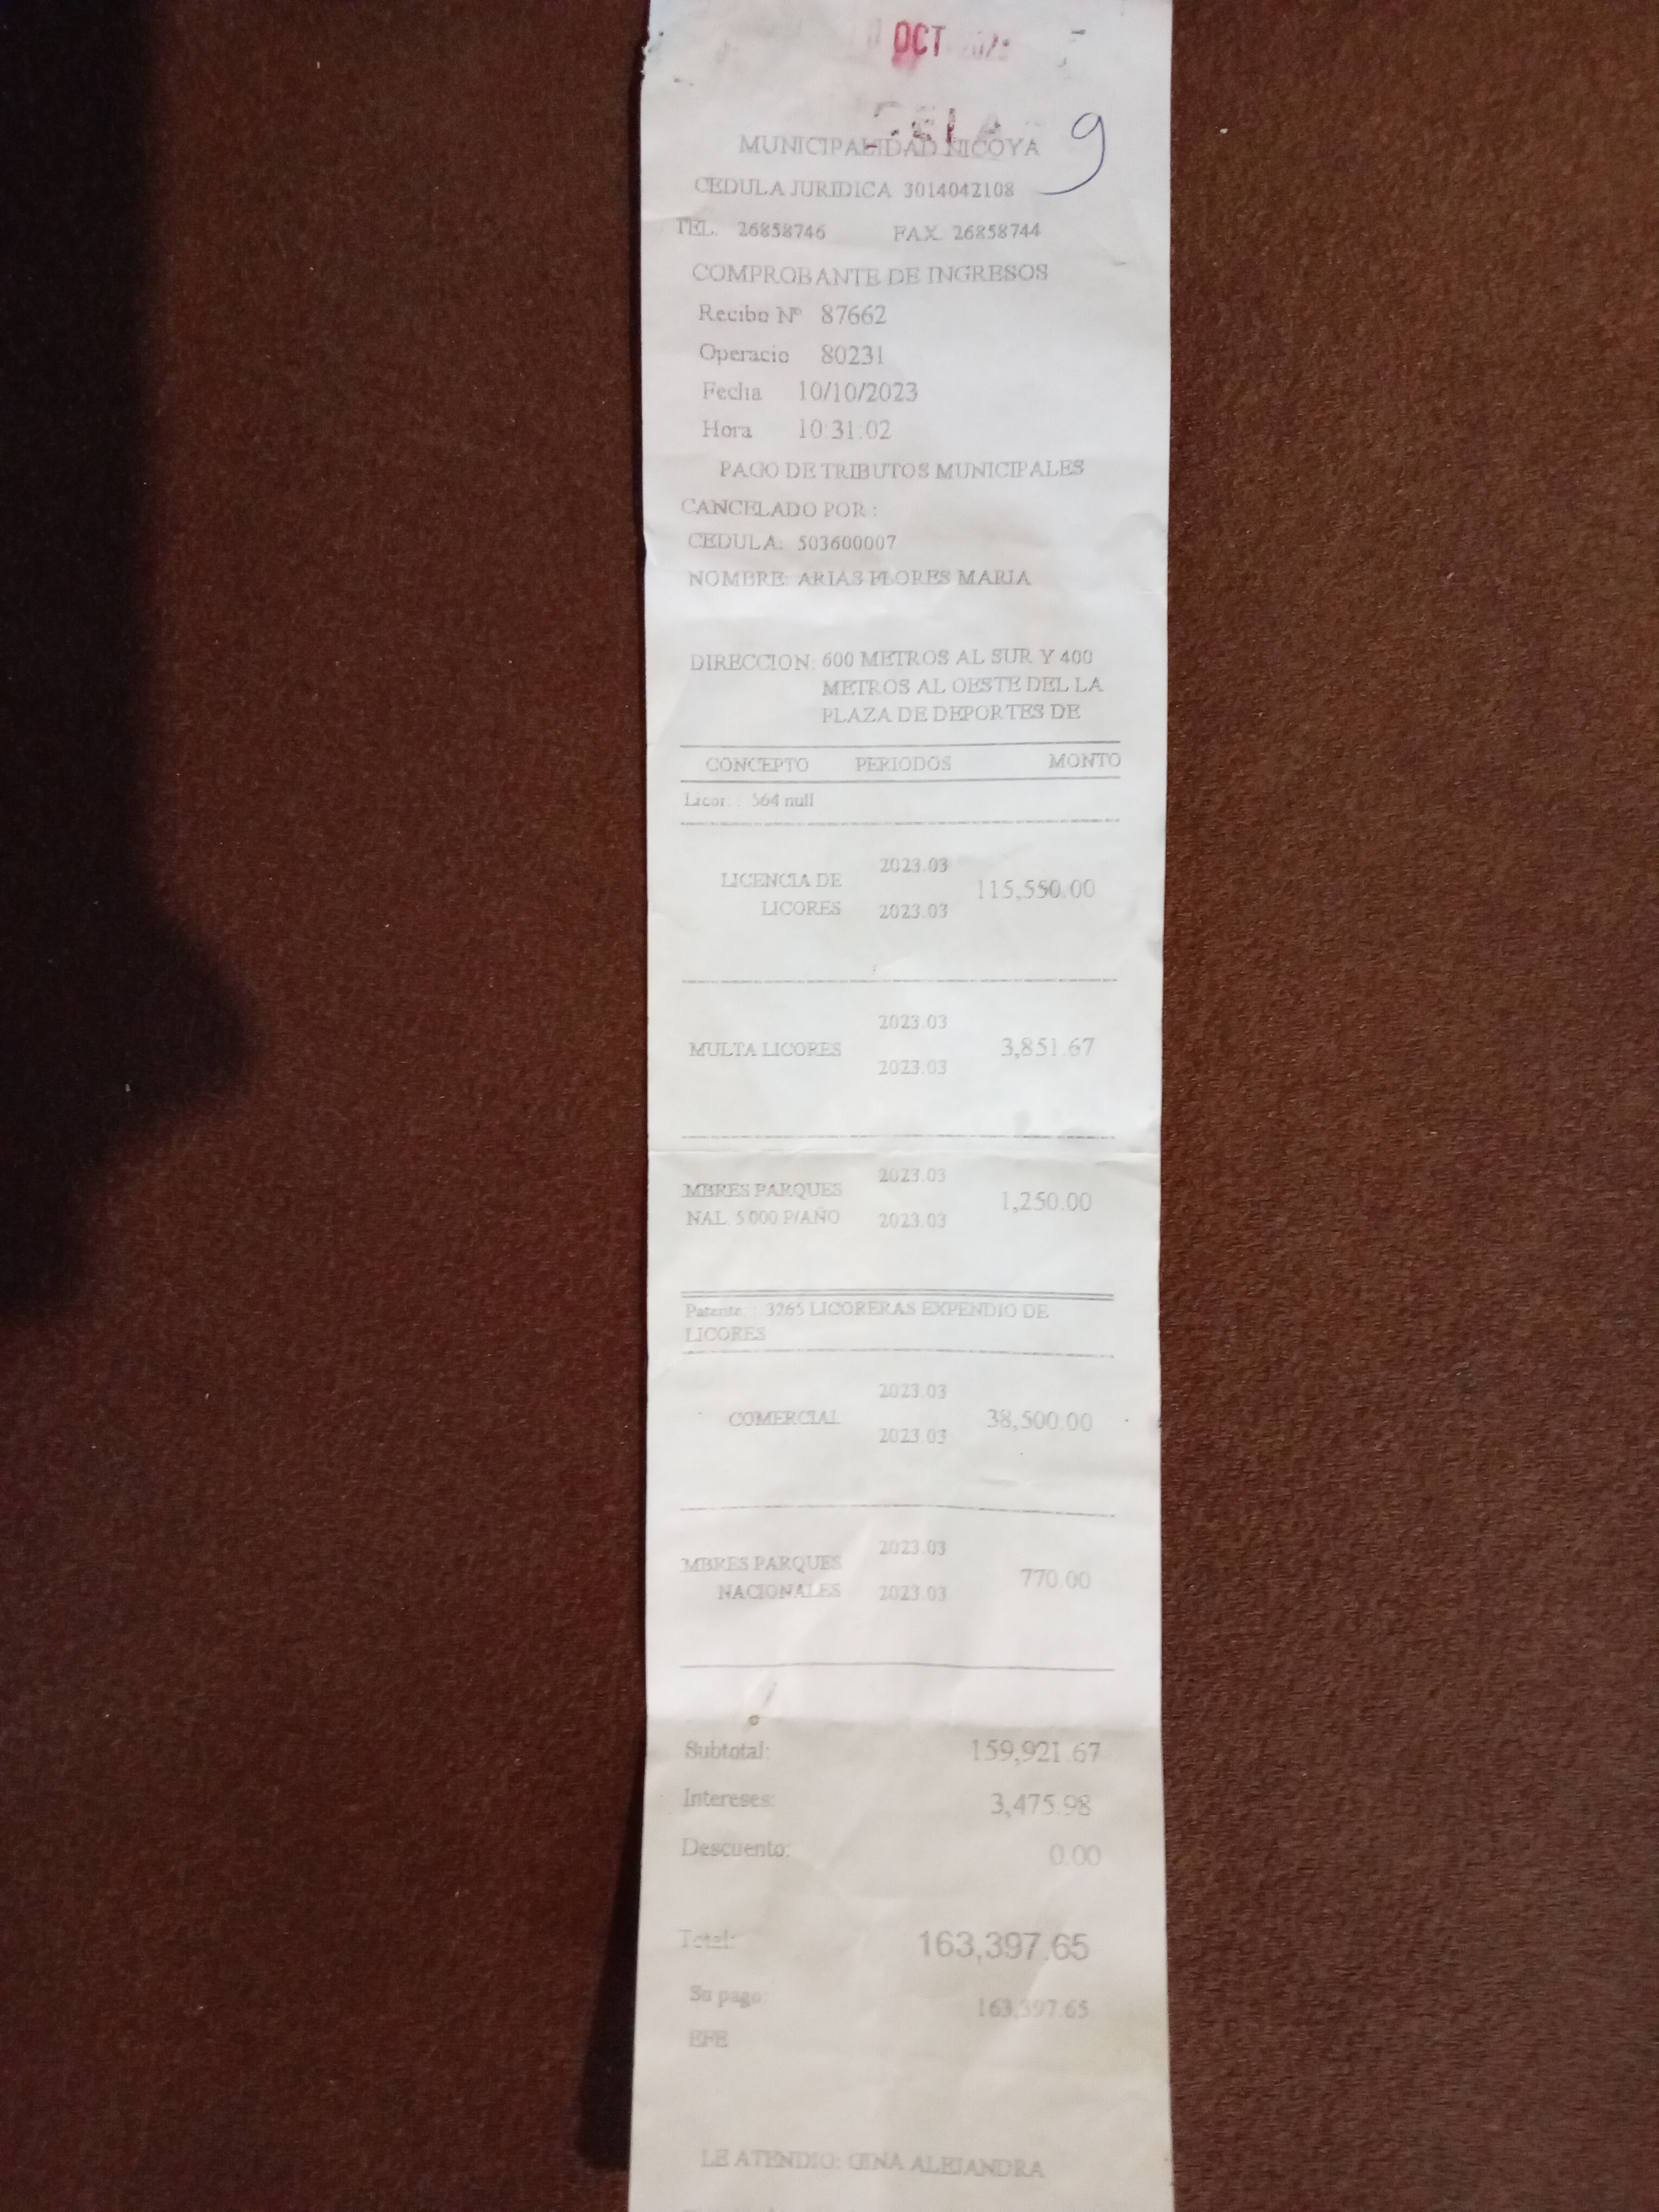 OCT
9
MUNICIPALIDAD NICOYA
CEDULA JURIDICA 3014042108
TEL. 26858746 FAX. 26858744
COMPROBANTE DE INGRESOS
Recibo Nº 87662
Operacio 80231
Fecha 10/10/2023
Hora 10:31:02
PAGO DE TRIBUTOS MUNICIPALES
CANCELADO POR :
CEDULA: 503600007
NOMBRE: ARIAS FLORES MARIA
DIRECCION: 600 METROS AL SUR Y 400
METROS AL OESTE DEL LA
PLAZA DE DEPORTES DE
CONCEPTO PERIODOS MONTO
Licor. : 564 null
2023.03
LICENCIA DE 115,550.00
LICORES 2023.03
2023.03
MULTA LICORES 3,851.67
2023.03
2023.03
MBRES PARQUES 1,250.00
NAL. 5.000 P/AÑO 2023.03
Patente. : 3265 LICORERAS EXPENDIO DE
LICORES
2023.03
COMERCIAL 38,500.00
2023.03
2023.03
MBRES PARQUES 770.00
NACIONALES 2023.03
Subtotal: 159,921.67
Intereses: 3,475.98
Descuento: 0.00
Total: 163,397.65
Su pago: 163,397.65
EFE
LE ATENDIO: GINA ALEJANDRA